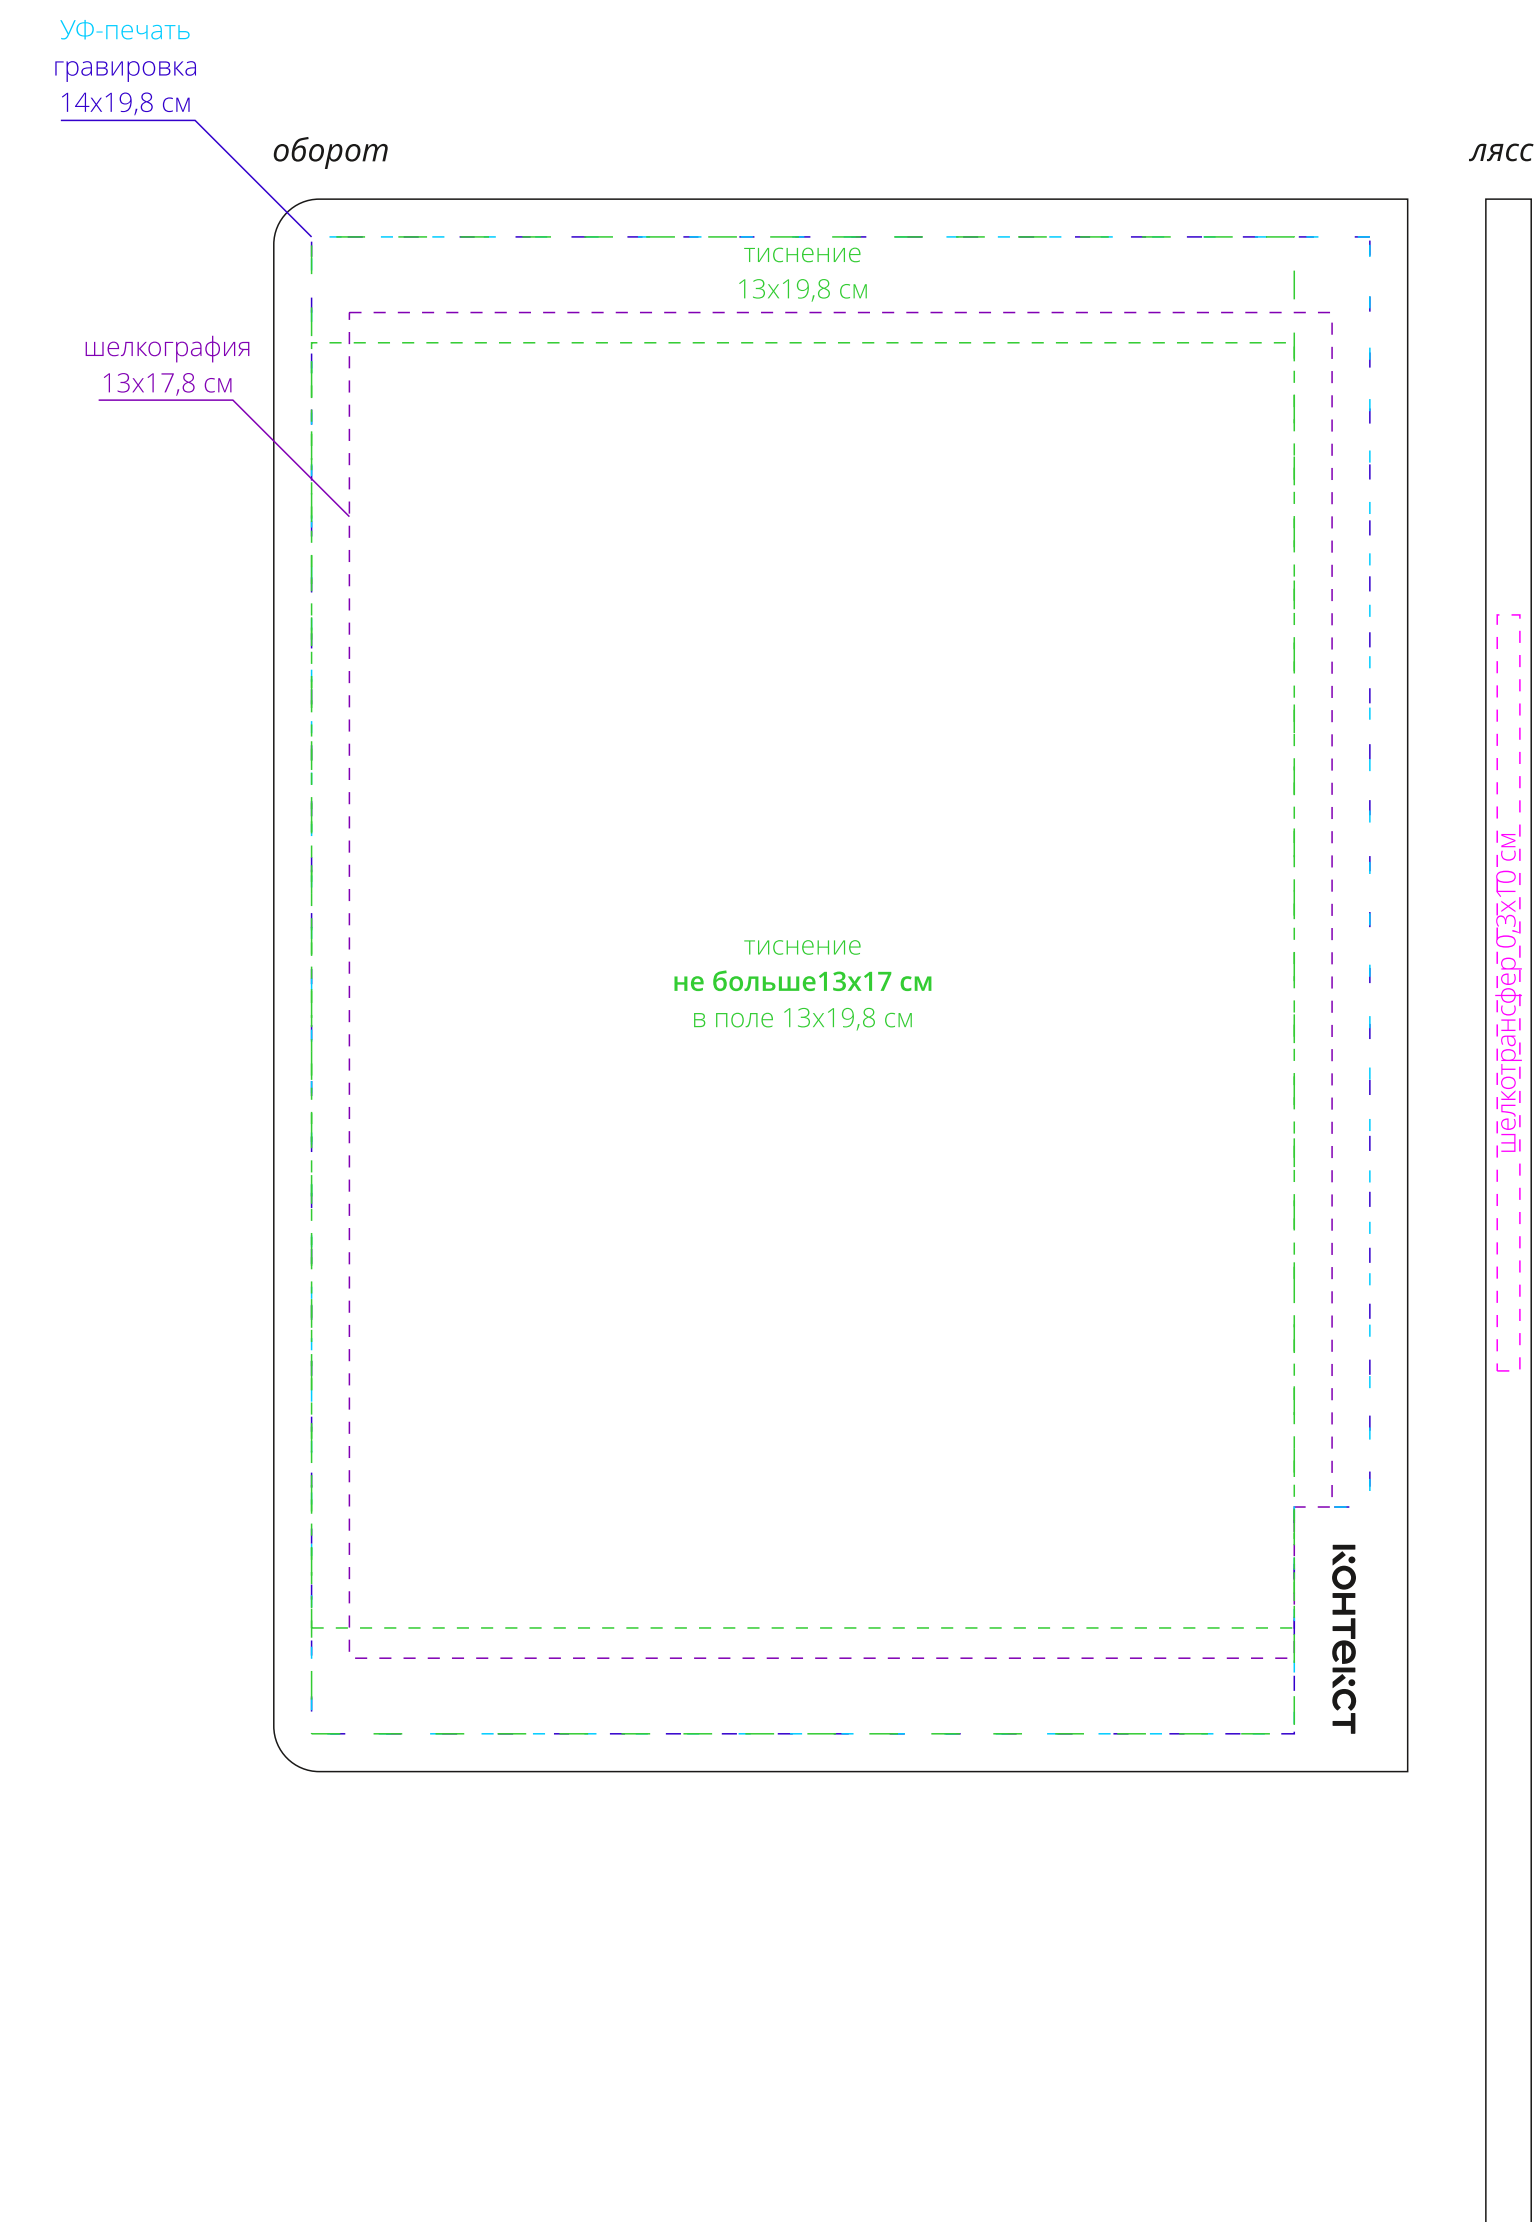 УФ-печать
гравировка
14х19,8 см
оборот
лясс
тиснение
13х19,8 см
шелкография
13х17,8 см
тиснение
не больше13х17 см
в поле 13х19,8 см
шелкотрансфер 0,3х10 см
контекст